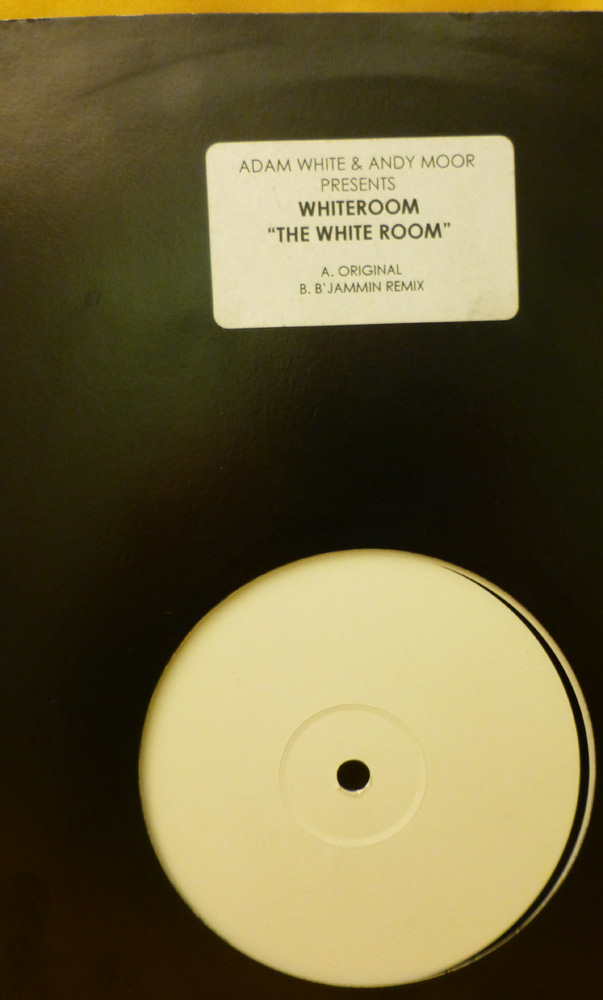 ADAM WHITE & ANDY MOOR
PRESENTS
WHITEROOM
“THE WHITE ROOM”
A. ORIGINAL
B. B'JAMMIN REMIX